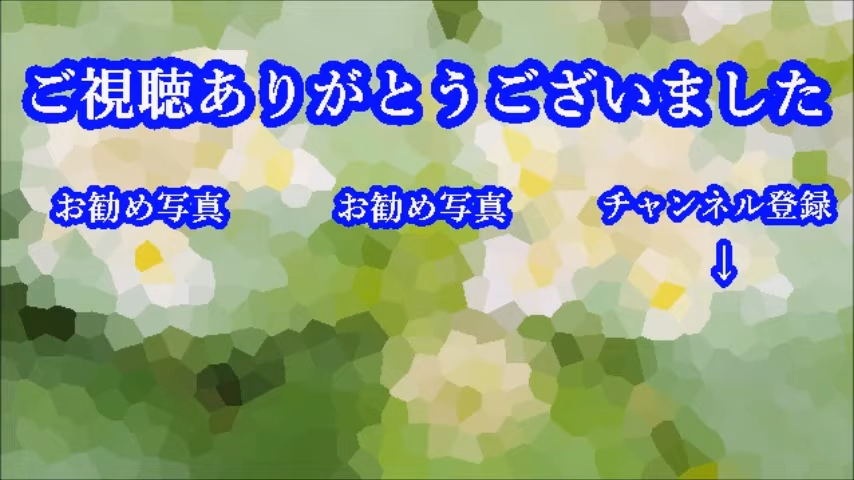 ご視聴ありがとうございました
お勧め写真 お勧め写真 チャンネル登録
↓